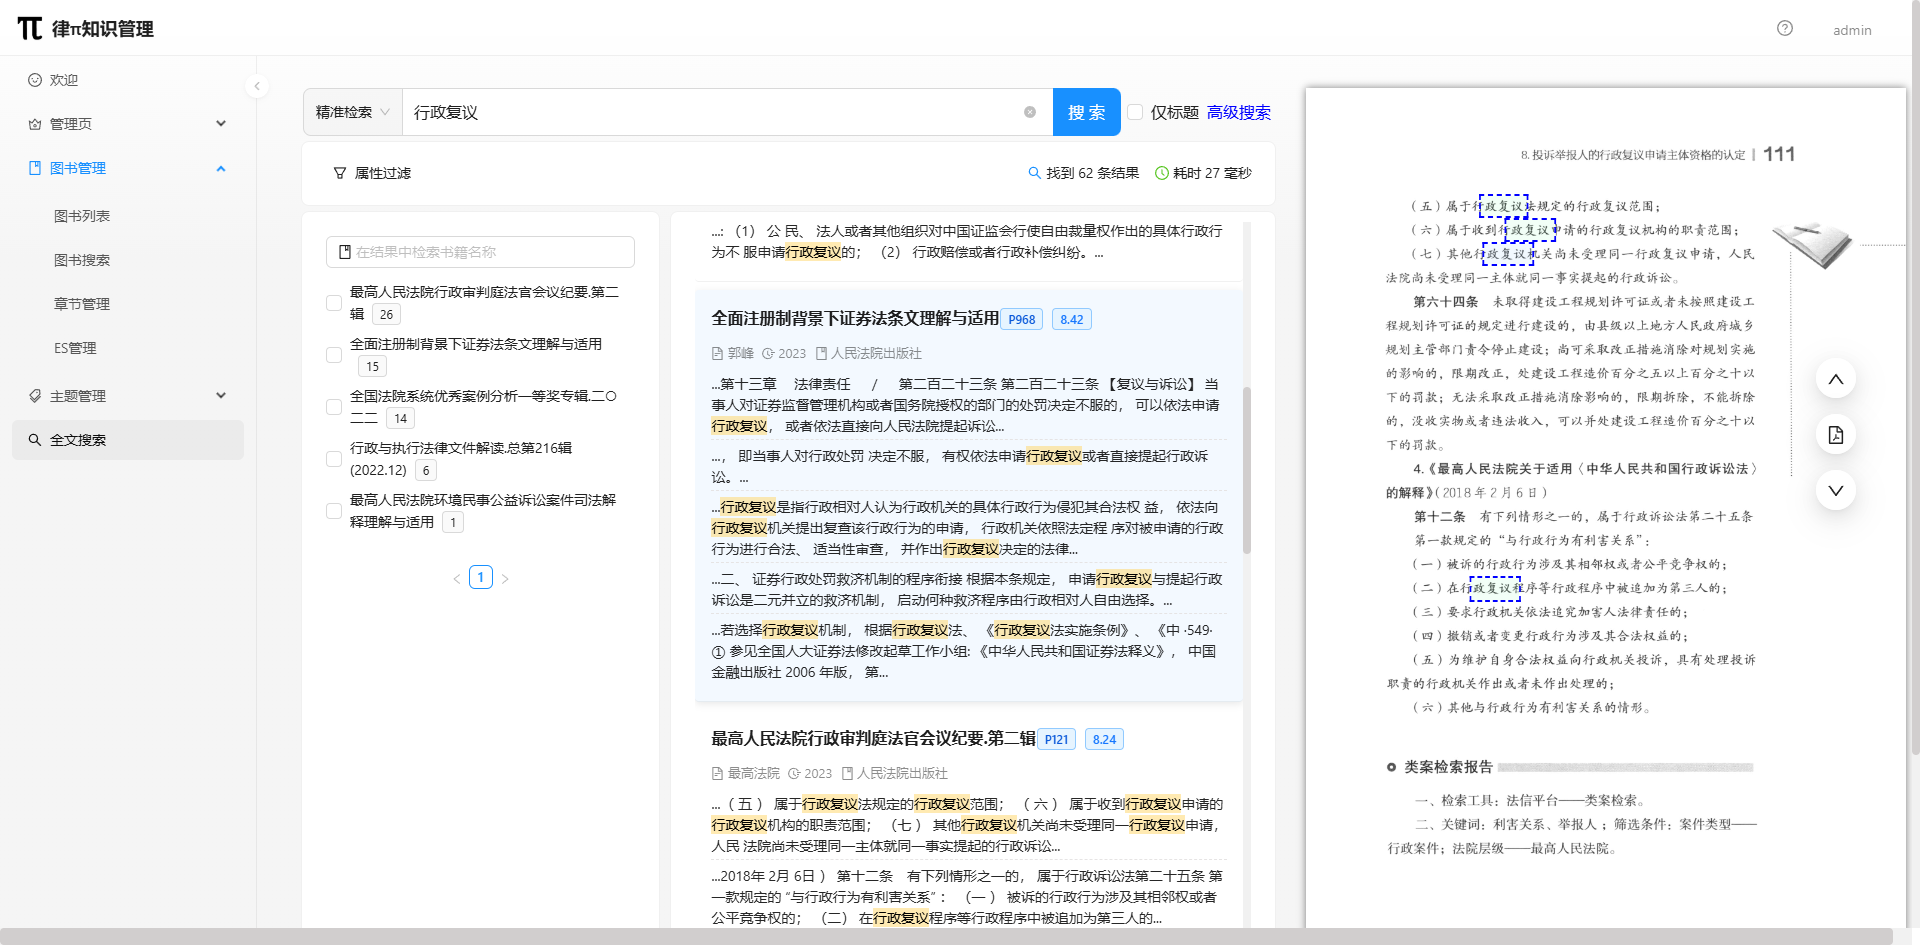 律π知识管理
admin
欢迎
管理页
图书管理
图书列表
图书搜索
章节管理
ES管理
主题管理
全文搜索
精准检索
行政复议
搜 索
仅标题
高级搜索
属性过滤
找到 62 条结果
耗时 27 毫秒
在结果中检索书籍名称
最高人民法院行政审判庭法官会议纪要.第二
辑 26
全面注册制背景下证券法条文理解与适用
15
全国法院系统优秀案例分析一等奖专辑.二〇
二二 14
行政与执行法律文件解读.总第216辑
(2022.12) 6
最高人民法院环境民事公益诉讼案件司法解
释理解与适用 1
1
...: （1） 公 民、 法人或者其他组织对中国证监会行使自由裁量权作出的具体行政行
为不 服申请行政复议的； （2） 行政赔偿或者行政补偿纠纷。...
全面注册制背景下证券法条文理解与适用 P968 8.42
郭峰 2023 人民法院出版社
...第十三章 法律责任 / 第二百二十三条 第二百二十三条 【复议与诉讼】 当
事人对证券监督管理机构或者国务院授权的部门的处罚决定不服的， 可以依法申请
行政复议， 或者依法直接向人民法院提起诉讼...
...， 即当事人对行政处罚 决定不服， 有权依法申请行政复议或者直接提起行政诉
讼。...
...行政复议是指行政相对人认为行政机关的具体行政行为侵犯其合法权 益， 依法向
行政复议机关提出复查该行政行为的申请， 行政机关依照法定程 序对被申请的行政
行为进行合法、 适当性审查， 并作出行政复议决定的法律...
...二、 证券行政处罚救济机制的程序衔接 根据本条规定， 申请行政复议与提起行政
诉讼是二元并立的救济机制， 启动何种救济程序由行政相对人自由选择。...
...若选择行政复议机制， 根据行政复议法、 《行政复议法实施条例》、 《中 ·549·
① 参见全国人大证券法修改起草工作小组: 《中华人民共和国证券法释义》， 中国
金融出版社 2006 年版， 第...
最高人民法院行政审判庭法官会议纪要.第二辑 P121 8.24
最高法院 2023 人民法院出版社
...（ 五 ） 属于行政复议法规定的行政复议范围； （ 六 ） 属于收到行政复议申请的
行政复议机构的职责范围； （七 ） 其他行政复议机关尚未受理同一行政复议申请，
人民 法院尚未受理同一主体就同一事实提起的行政诉讼...
...2018年 2月 6日 ） 第十二条 有下列情形之一的， 属于行政诉讼法第二十五条 第
一款规定的 “与行政行为有利害关系” ： （一 ） 被诉的行政行为涉及其相邻权或者
公平竞争权的； （二） 在行政复议程序等行政程序中被追加为第三人的...
8. 投诉举报人的行政复议申请主体资格的认定 | 111
（五）属于行政复议法规定的行政复议范围；
（六）属于收到行政复议申请的行政复议机构的职责范围；
（七）其他行政复议机关尚未受理同一行政复议申请，人民
法院尚未受理同一主体就同一事实提起的行政诉讼。
第六十四条 未取得建设工程规划许可证或者未按照建设工
程规划许可证的规定进行建设的，由县级以上地方人民政府城乡
规划主管部门责令停止建设；尚可采取改正措施消除对规划实施
的影响的，限期改正，处建设工程造价百分之五以上百分之十以
下的罚款；无法采取改正措施消除影响的，限期拆除，不能拆除
的，没收实物或者违法收入，可以并处建设工程造价百分之十以
下的罚款。
4.《最高人民法院关于适用〈中华人民共和国行政诉讼法〉
的解释》（2018 年 2 月 6 日）
第十二条 有下列情形之一的，属于行政诉讼法第二十五条
第一款规定的“与行政行为有利害关系”：
（一）被诉的行政行为涉及其相邻权或者公平竞争权的；
（二）在行政复议程序等行政程序中被追加为第三人的；
（三）要求行政机关依法追究加害人法律责任的；
（四）撤销或者变更行政行为涉及其合法权益的；
（五）为维护自身合法权益向行政机关投诉，具有处理投诉
职责的行政机关作出或者未作出处理的；
（六）其他与行政行为有利害关系的情形。
类案检索报告
一、检索工具：法信平台——类案检索。
二、关键词：利害关系、举报人；筛选条件：案件类型——
行政案件；法院层级——最高人民法院。